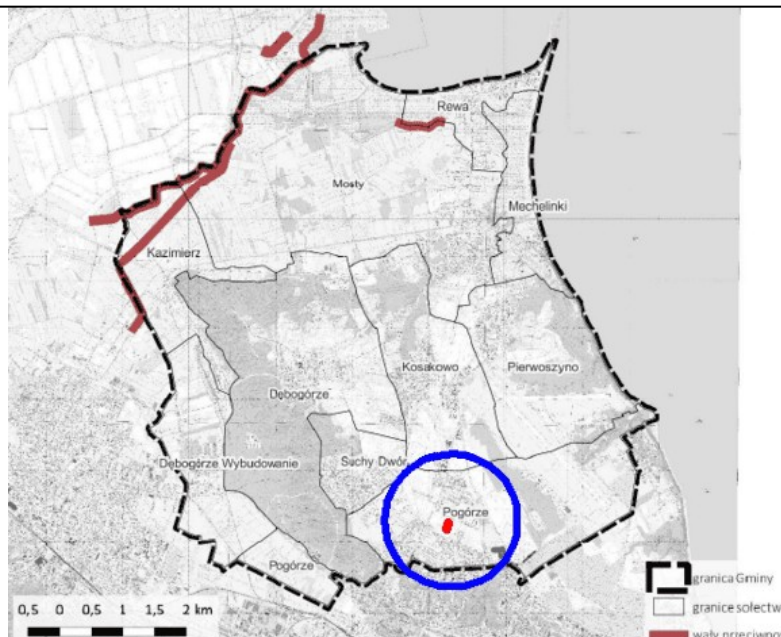 Rewa
Mosty
Mechelinki
Kazimierz
Kosakowo
Pierwoszyno
Dębogórze
Dębogórze Wybudowanie
Suchy Dwór
Pogórze
Pogórze
granica Gminy
granice sołectw
0,5 0 0,5 1 1,5 2 km